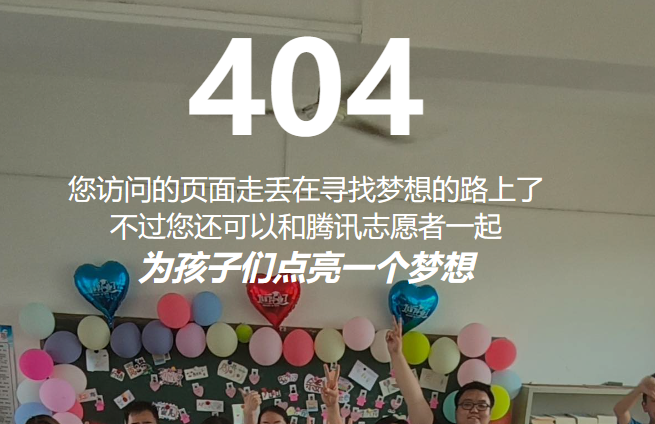 404
您访问的页面走丢在寻找梦想的路上了
不过您还可以和腾讯志愿者一起
为孩子们点亮一个梦想